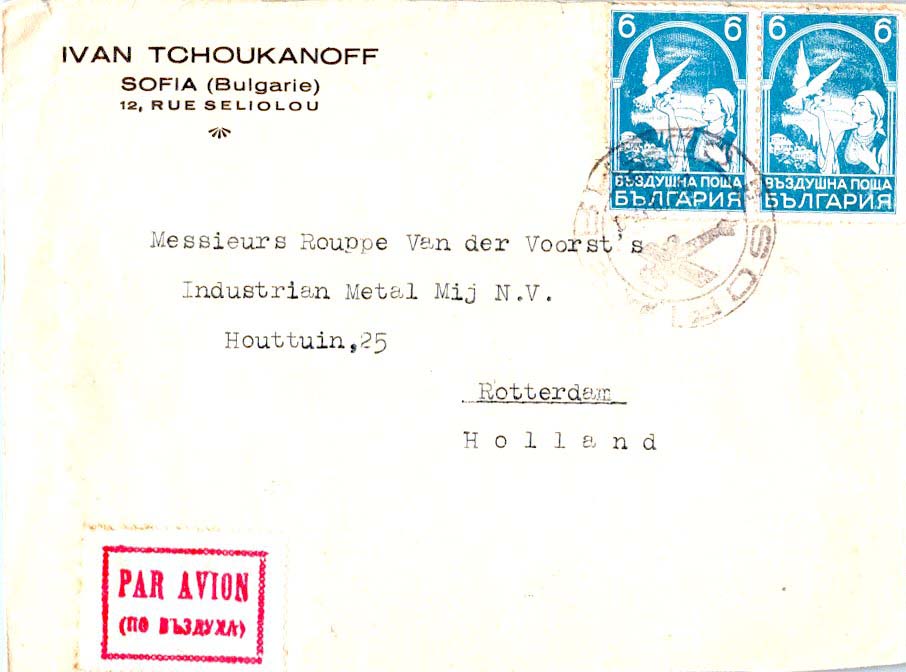 IVAN TCHOUKANOFF
SOFIA (Bulgarie)
12, RUE SELIOLOU
6 6
ВЪЗДУШНА ПОЩА
БЪЛГАРИЯ
6 6
ВЪЗДУШНА ПОЩА
БЪЛГАРИЯ
Messieurs Rouppe Van der Voorst's
Industrian Metal Mij N.V.
Houttuin,25
Rotterdam
Holland
PAR AVION
(ПО ВЪЗДУХА)